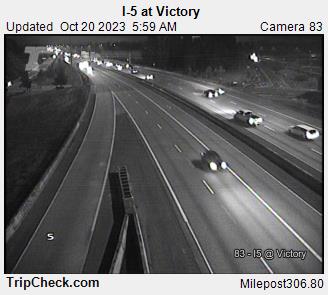 I-5 at Victory
Updated Oct 20 2023 5:59 AM Camera 83
S
83 - I5 @ Victory
TripCheck.com Milepost306.80